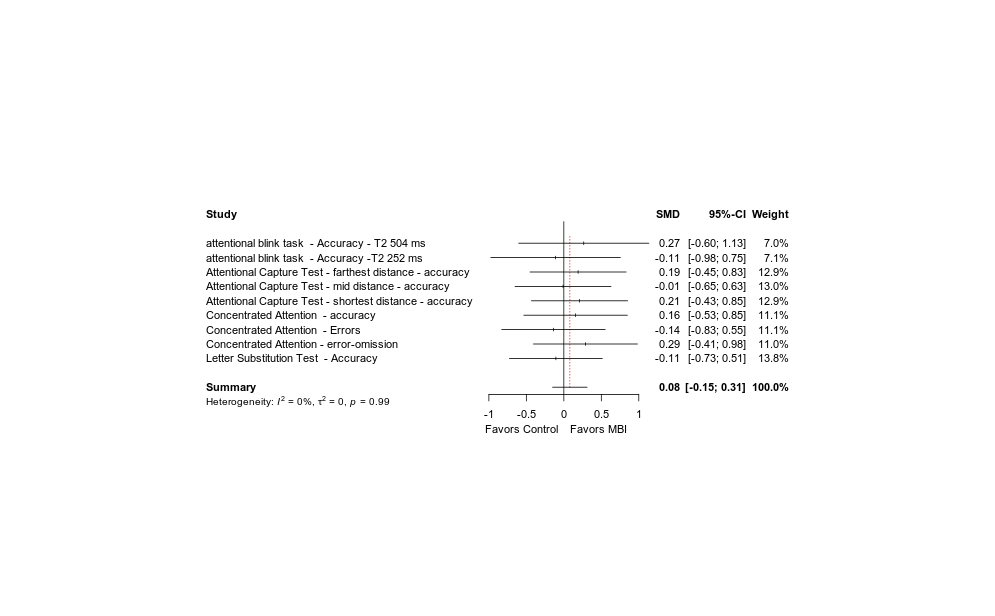 Study SMD 95%-CI Weight
attentional blink task - Accuracy - T2 504 ms 0.27 [-0.60; 1.13] 7.0%
attentional blink task - Accuracy -T2 252 ms -0.11 [-0.98; 0.75] 7.1%
Attentional Capture Test - farthest distance - accuracy 0.19 [-0.45; 0.83] 12.9%
Attentional Capture Test - mid distance - accuracy -0.01 [-0.65; 0.63] 13.0%
Attentional Capture Test - shortest distance - accuracy 0.21 [-0.43; 0.85] 12.9%
Concentrated Attention - accuracy 0.16 [-0.53; 0.85] 11.1%
Concentrated Attention - Errors -0.14 [-0.83; 0.55] 11.1%
Concentrated Attention - error-omission 0.29 [-0.41; 0.98] 11.0%
Letter Substitution Test - Accuracy -0.11 [-0.73; 0.51] 13.8%
Summary 0.08 [-0.15; 0.31] 100.0%
Heterogeneity: I² = 0%, τ² = 0, p = 0.99
-1 -0.5 0 0.5 1
Favors Control Favors MBI